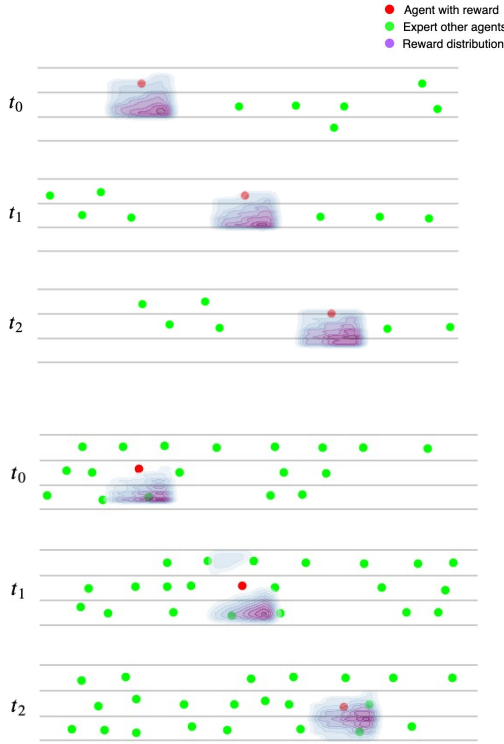 Agent with reward
Expert other agents
Reward distribution
t0
t1
t2
t0
t1
t2